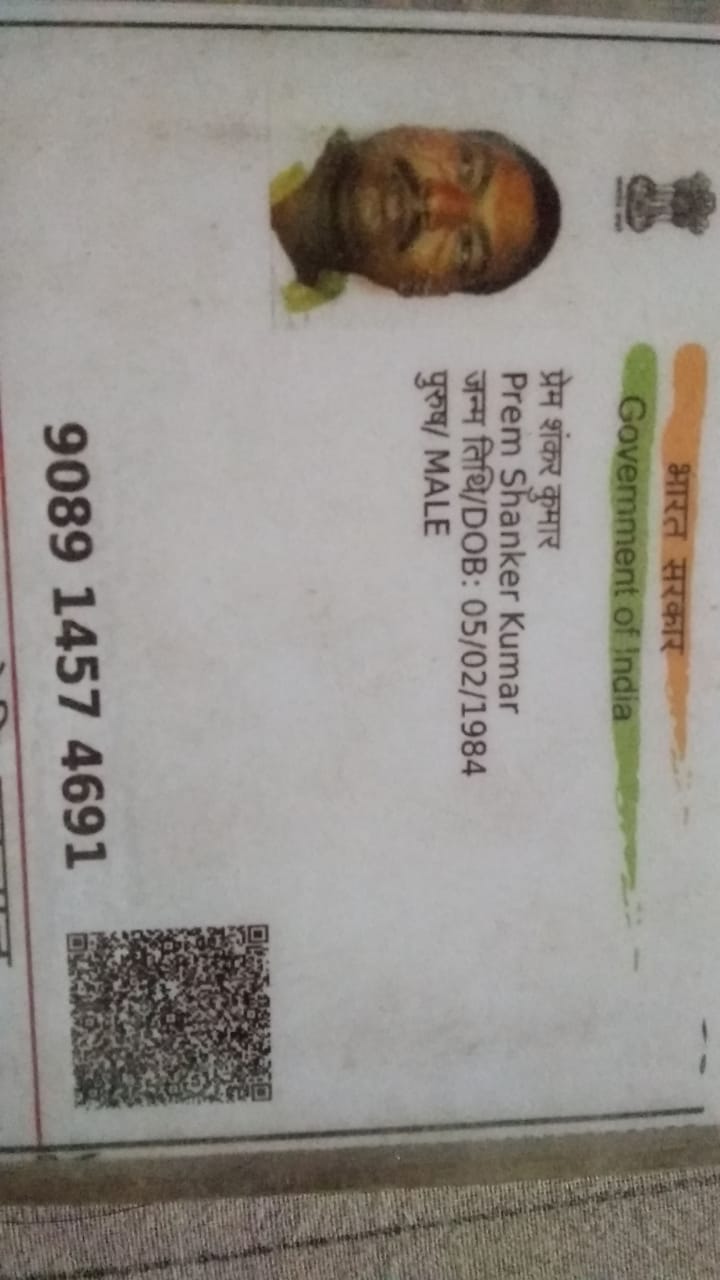 भारत सरकार
Government of India
प्रेम शंकर कुमार
Prem Shanker Kumar
जन्म तिथि/DOB: 05/02/1984
पुरुष/ MALE
9089 1457 4691